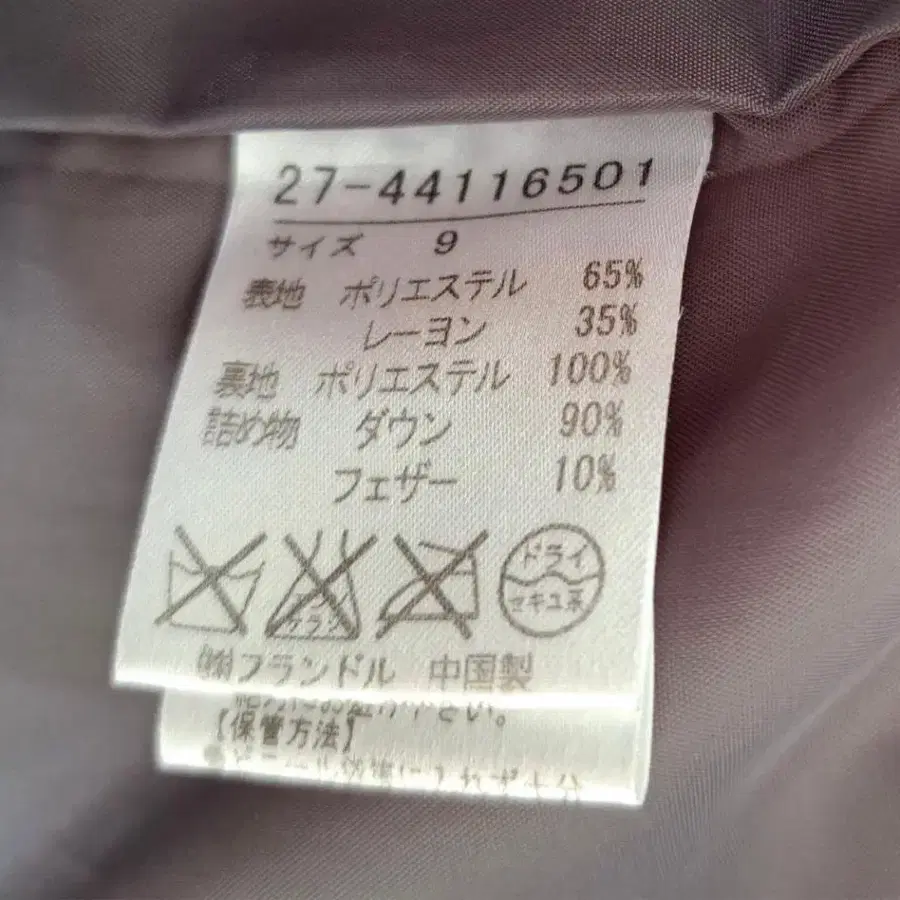 27-44116501
サイズ 9
表地 ポリエステル 65%
レーヨン 35%
裏地 ポリエステル 100%
詰め物 ダウン 90%
フェザー 10%
ドライ
セキユ系
㈱フランドル 中国製
【保管方法】